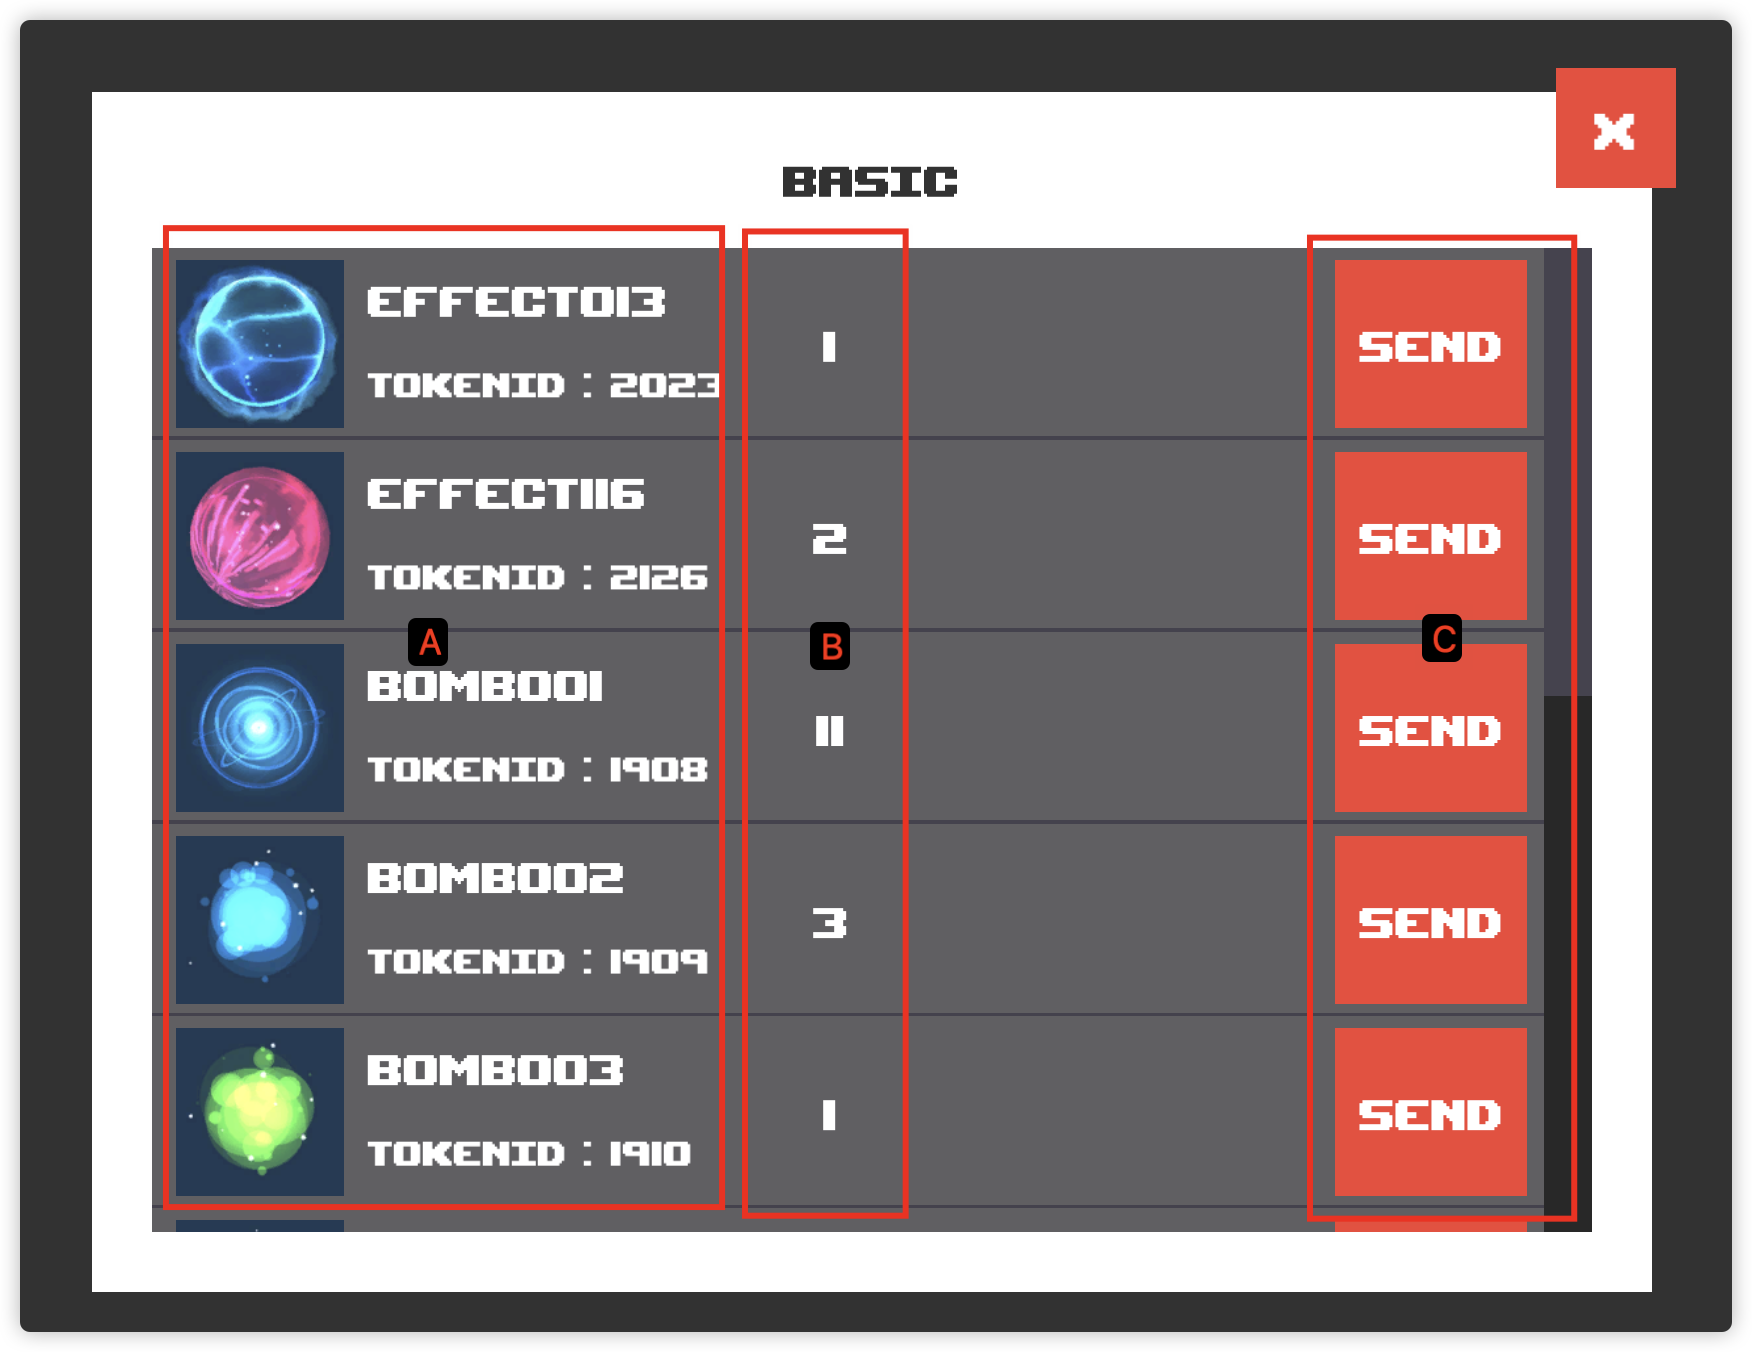 X
BASIC
EFFECT013
TOKENID : 2023
1
SEND
EFFECT116
TOKENID : 2126
2
SEND
A
B
C
BOMB001
TOKENID : 1908
11
SEND
BOMB002
TOKENID : 1909
3
SEND
BOMB003
TOKENID : 1910
1
SEND